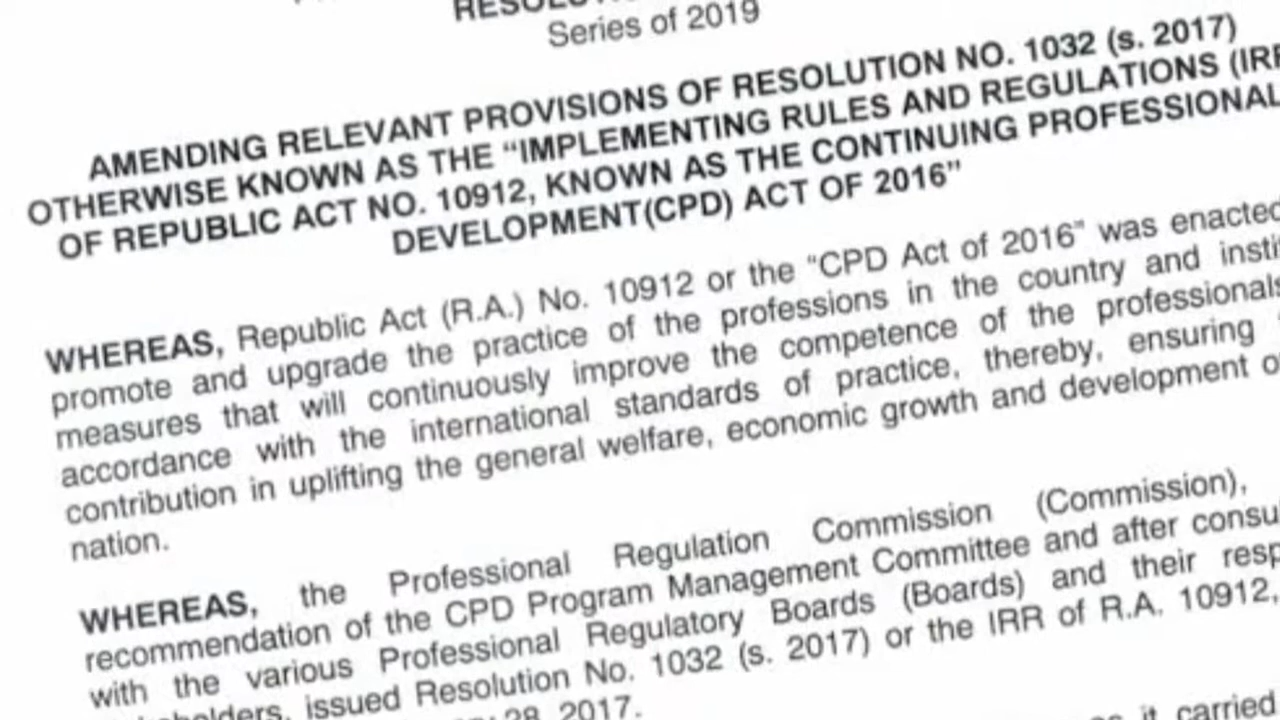 Series of 2019
AMENDING RELEVANT PROVISIONS OF RESOLUTION NO. 1032 (s. 2017)
OTHERWISE KNOWN AS THE “IMPLEMENTING RULES AND REGULATIONS
OF REPUBLIC ACT NO. 10912, KNOWN AS THE CONTINUING PROFESSIONAL
DEVELOPMENT(CPD) ACT OF 2016”
WHEREAS, Republic Act (R.A.) No. 10912 or the “CPD Act of 2016” was enacted
promote and upgrade the practice of the professions in the country and
measures that will continuously improve the competence of the professionals
accordance with the international standards of practice, thereby, ensuring
contribution in uplifting the general welfare, economic growth and development
nation.
WHEREAS, the Professional Regulation Commission (Commission),
recommendation of the CPD Program Management Committee and after
with the various Professional Regulatory Boards (Boards) and their
issued Resolution No. 1032 (s. 2017) or the IRR of R.A. 10912,
28, 2017.
it carried